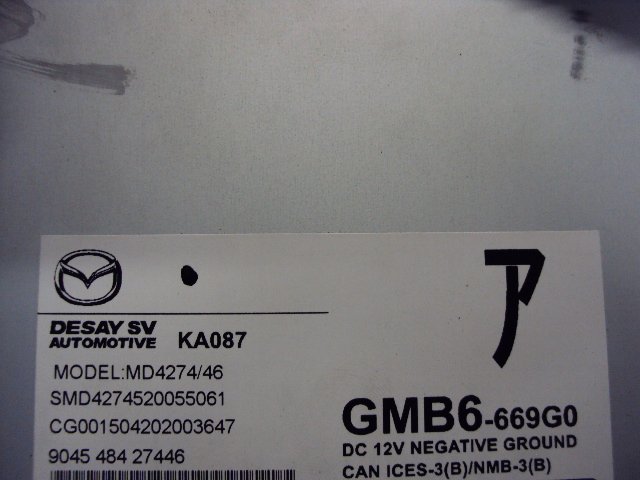 ア
DESAY SV
AUTOMOTIVE KA087
MODEL:MD4274/46
SMD4274520055061
CG001504202003647
9045 484 27446
GMB6-669G0
DC 12V NEGATIVE GROUND
CAN ICES-3(B)/NMB-3(B)